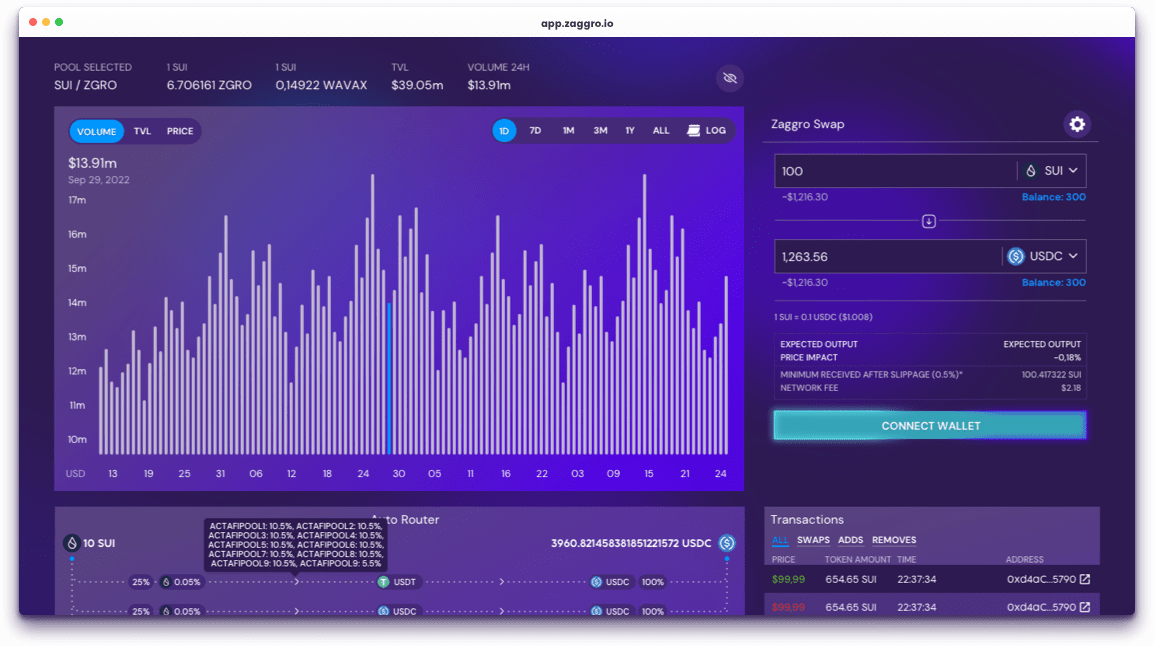 app.zaggro.io
POOL SELECTED
SUI / ZGRO
1 SUI
6.706161 ZGRO
1 SUI
0,14922 WAVAX
TVL
$39.05m
VOLUME 24H
$13.91m
VOLUME TVL PRICE
1D 7D 1M 3M 1Y ALL LOG
$13.91m
Sep 29, 2022
17m
16m
15m
14m
13m
12m
11m
10m
USD 13 19 25 31 06 12 18 24 30 05 11 16 22 03 09 15 21 24
Zaggro Swap
100 SUI
~$1,216.30 Balance: 300
1,263.56 USDC
~$1,216.30 Balance: 300
1 SUI = 0.1 USDC ($1.008)
EXPECTED OUTPUT EXPECTED OUTPUT
PRICE IMPACT -0,18%
MINIMUM RECEIVED AFTER SLIPPAGE (0.5%)* 100.417322 SUI
NETWORK FEE $2.18
CONNECT WALLET
Auto Router
ACTAFIPOOL1: 10.5%, ACTAFIPOOL2: 10.5%,
ACTAFIPOOL3: 10.5%, ACTAFIPOOL4: 10.5%,
ACTAFIPOOL5: 10.5%, ACTAFIPOOL6: 10.5%,
ACTAFIPOOL7: 10.5%, ACTAFIPOOL8: 10.5%,
ACTAFIPOOL9: 10.5%, ACTAFIPOOL9: 5.5%
10 SUI 3960.821458381851221572 USDC
25% 0.05% USDT USDC 100%
25% 0.05% USDC USDC 100%
Transactions
ALL SWAPS ADDS REMOVES
PRICE TOKEN AMOUNT TIME ADDRESS
$99,99 654.65 SUI 22:37:34 0xd4aC...5790
$99,99 654.65 SUI 22:37:34 0xd4aC...5790